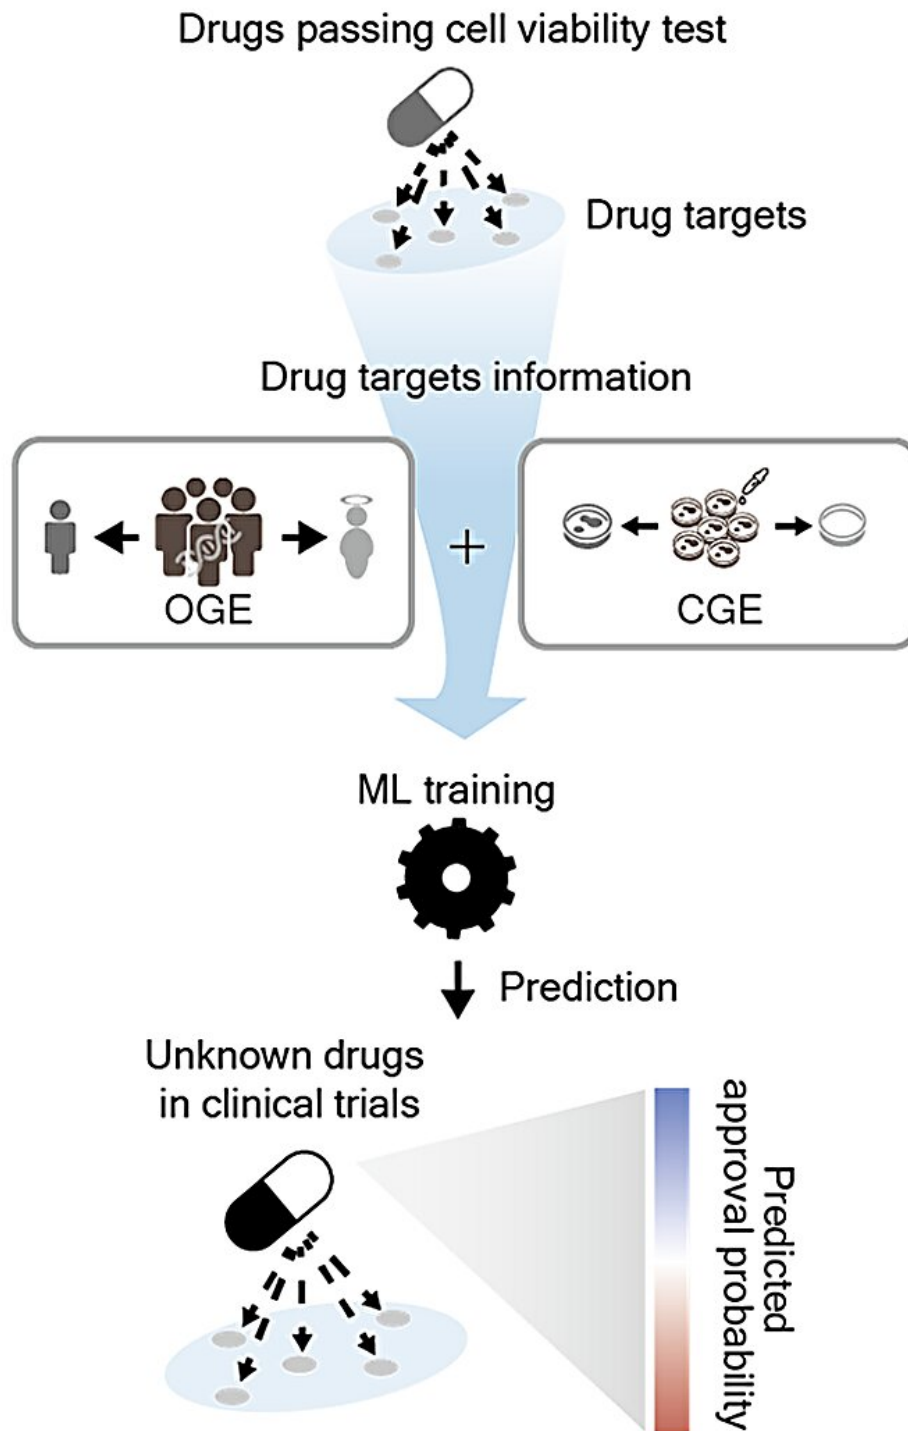 Drugs passing cell viability test
Drug targets
Drug targets information
OGE
+
CGE
ML training
Prediction
Unknown drugs
in clinical trials
Predicted
approval probability